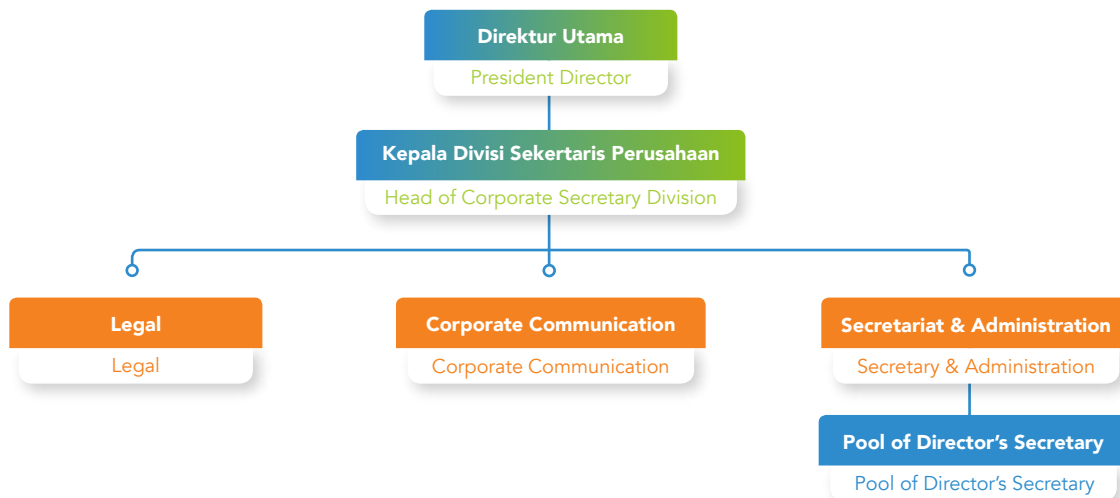 Direktur Utama
President Director
Kepala Divisi Sekertaris Perusahaan
Head of Corporate Secretary Division
Legal
Legal
Corporate Communication
Corporate Communication
Secretariat & Administration
Secretary & Administration
Pool of Director’s Secretary
Pool of Director’s Secretary